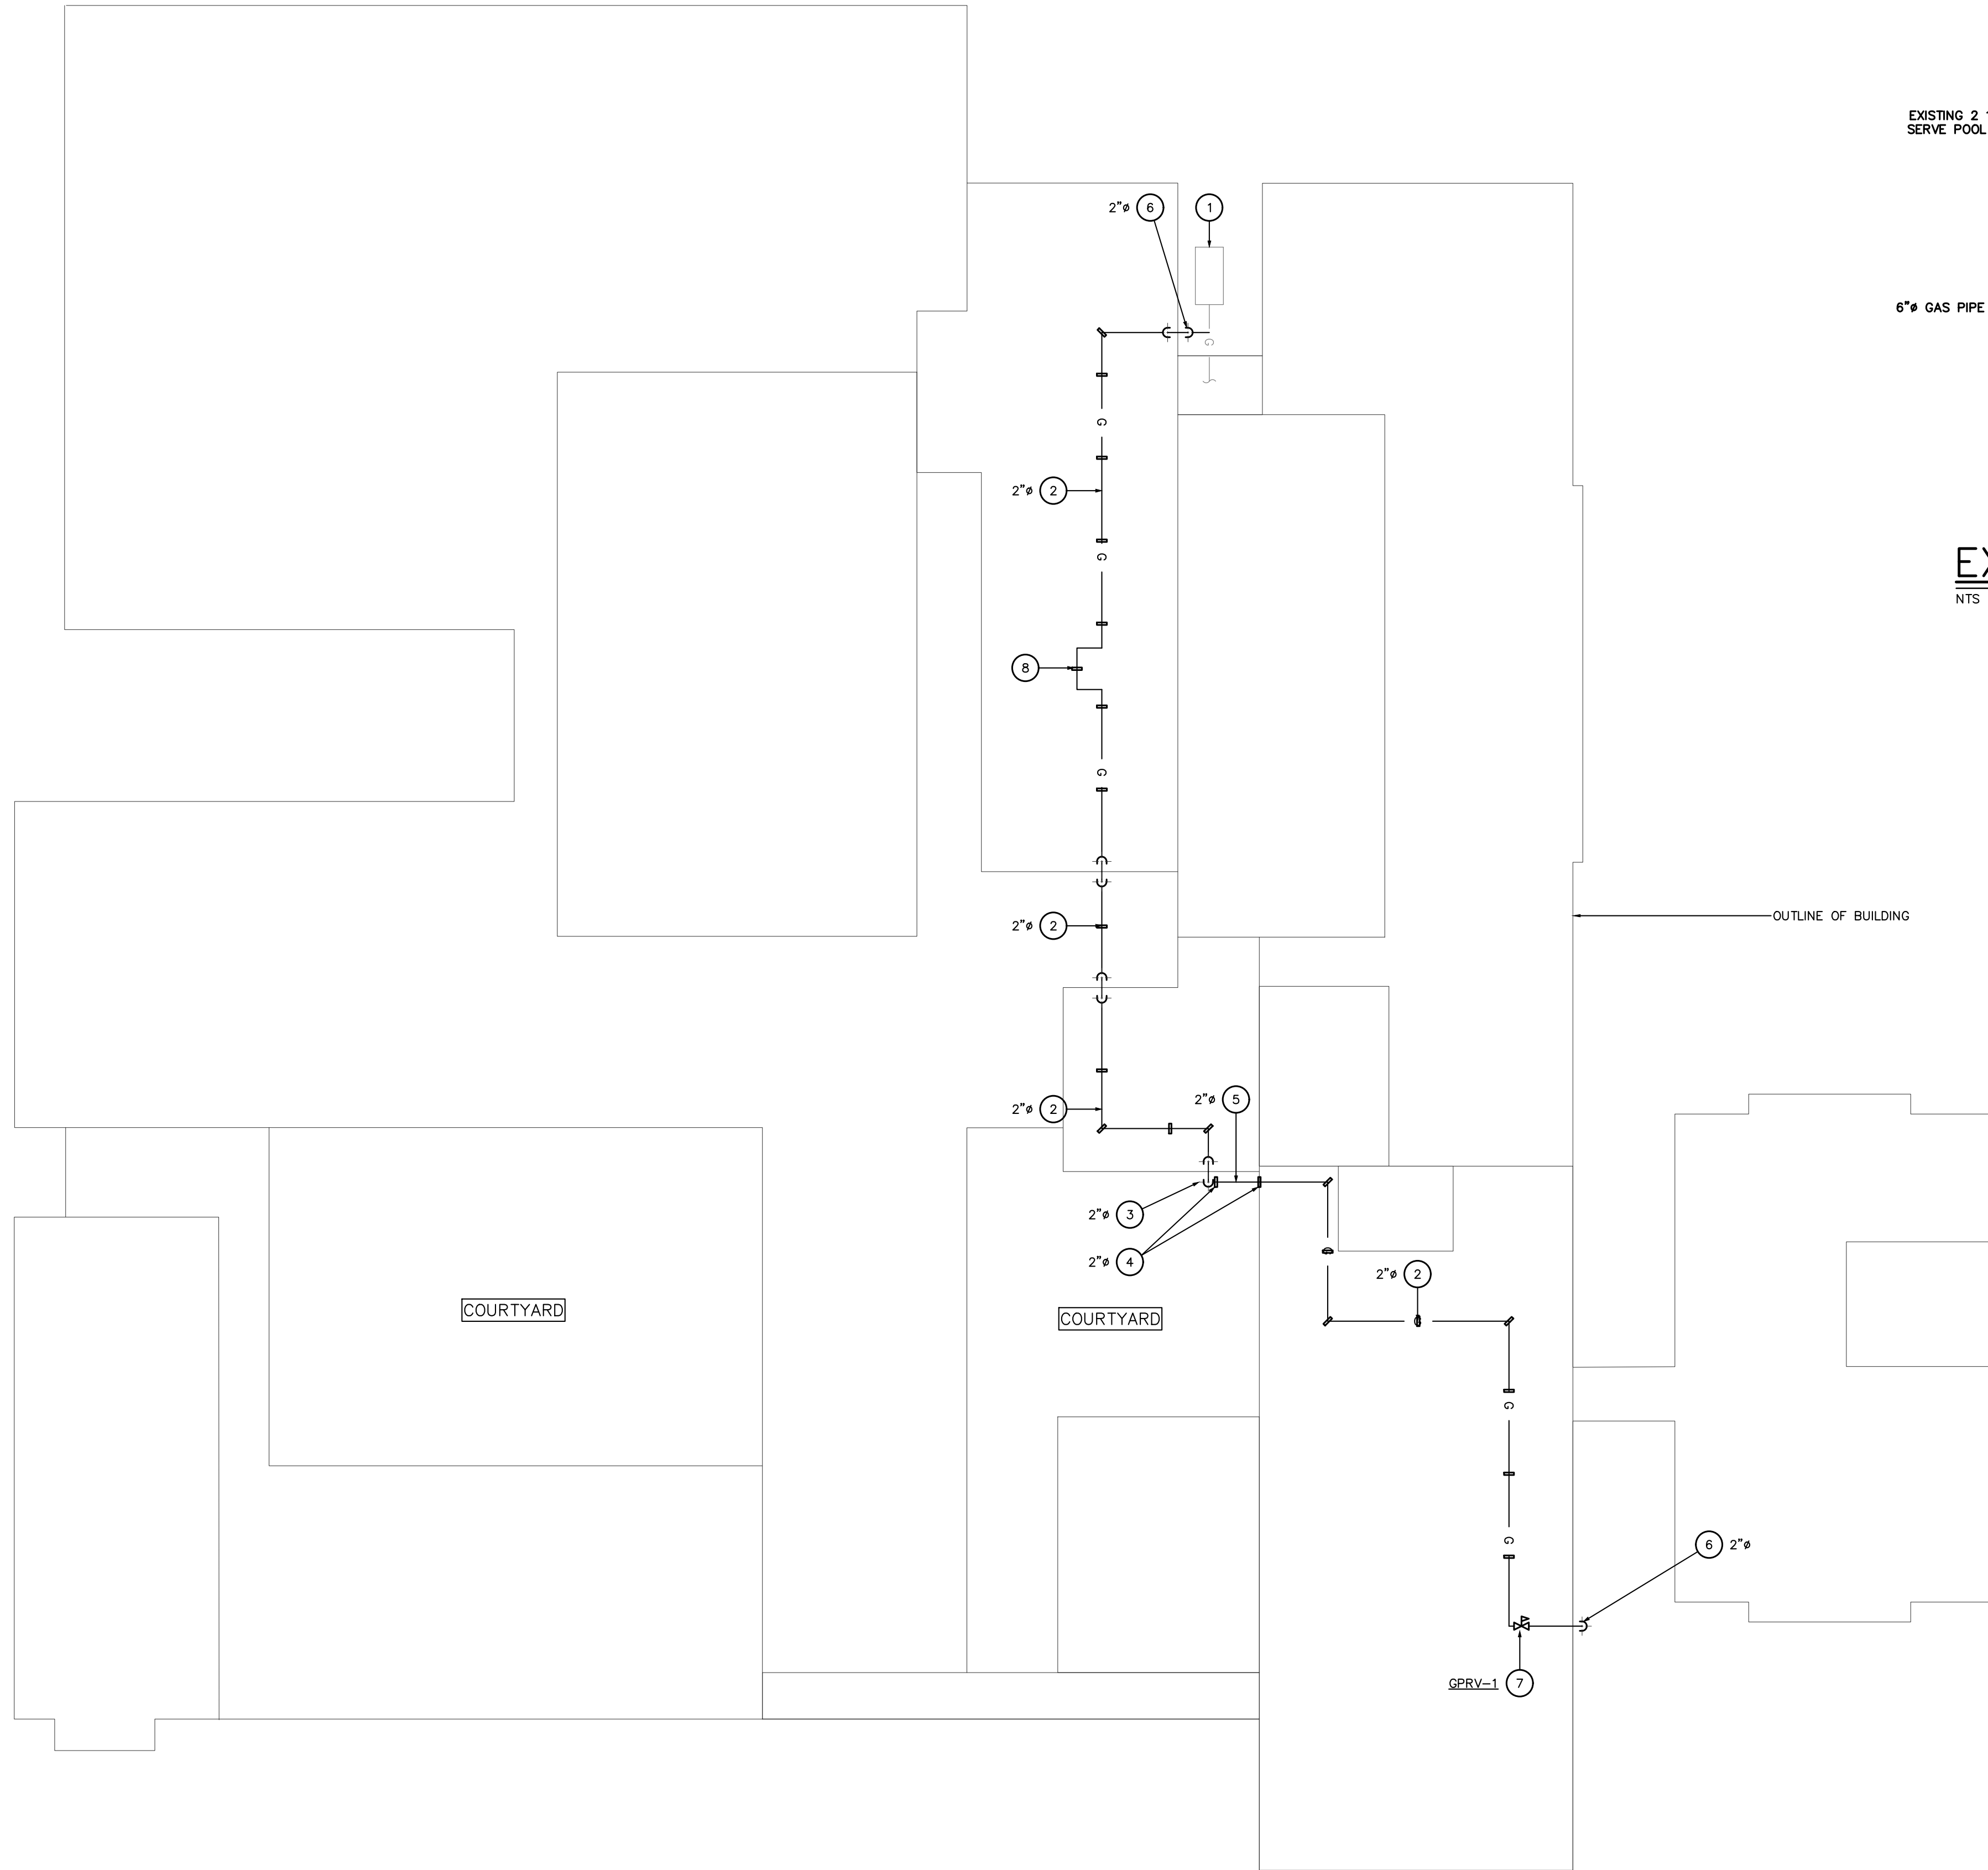 EXISTING 2
SERVE POOL
2"ø 6
1
6"ø GAS PIPE
G
G
2"ø 2
G
EX
NTS
8
G
OUTLINE OF BUILDING
2"ø 2
2"ø 5
2"ø 2
2"ø 3
G
2"ø 4
2"ø 2
COURTYARD
COURTYARD
G
G
G
6 2"ø
GPRV-1 7